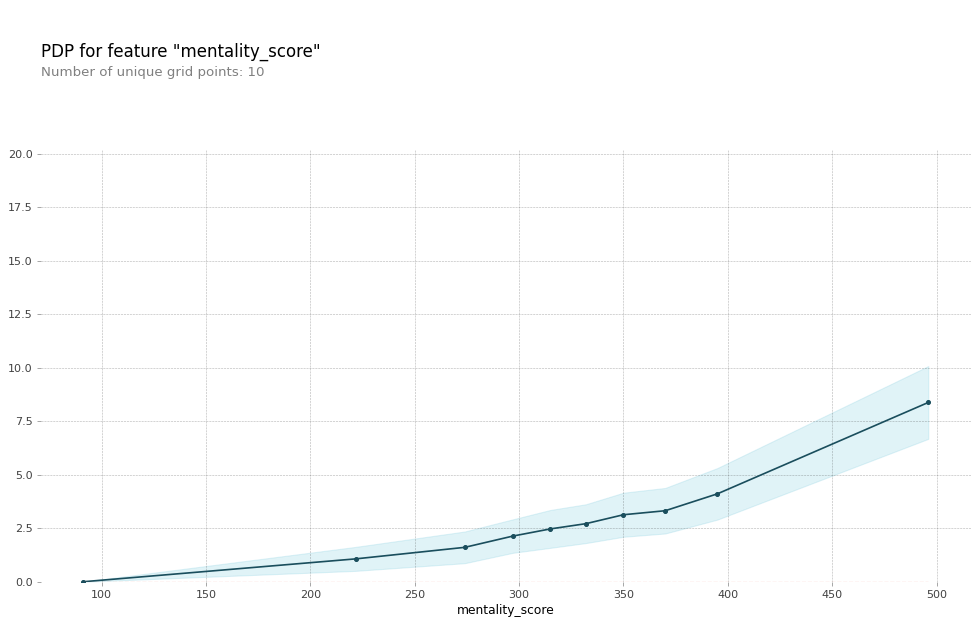 PDP for feature "mentality_score"
Number of unique grid points: 10
20.0
17.5
15.0
12.5
10.0
7.5
5.0
2.5
0.0
100 150 200 250 300 350 400 450 500
mentality_score